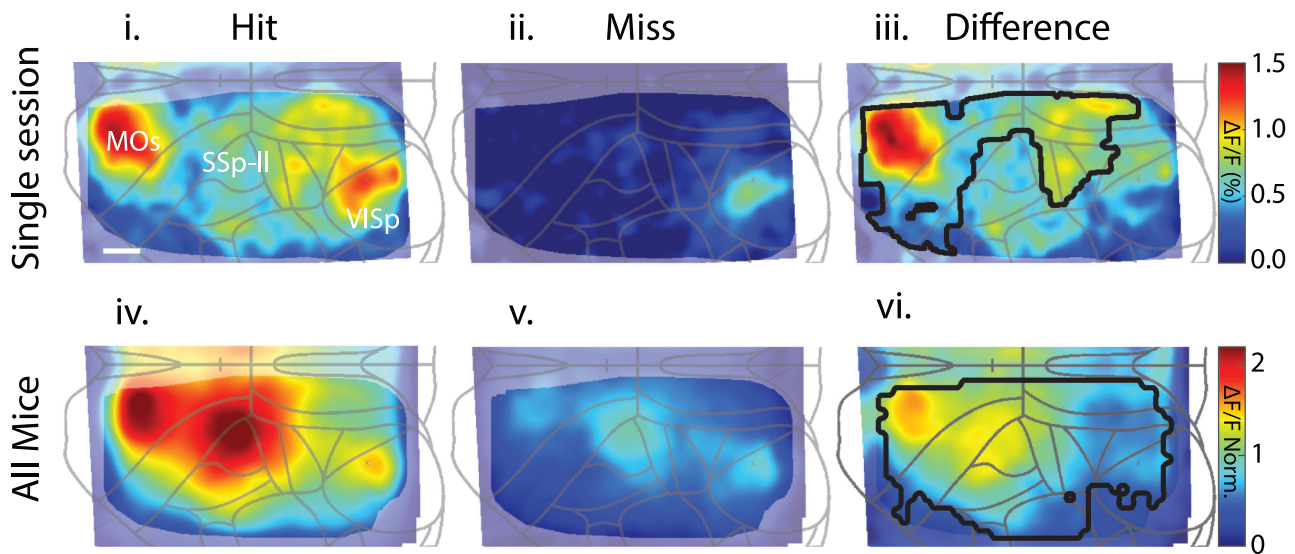 i. Hit
ii. Miss
iii. Difference
Single session
MOs
SSp-ll
VISp
1.5
1.0
0.5
0.0
ΔF/F (%)
iv.
v.
vi.
All Mice
2
1
0
ΔF/F Norm.